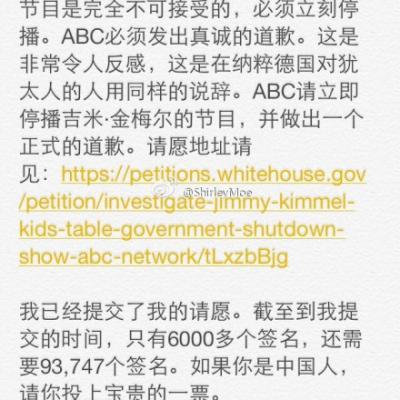 节目是完全不可接受的，必须立刻停
播。ABC必须发出真诚的道歉。这是
非常令人反感，这是在纳粹德国对犹
太人的人用同样的说辞。ABC请立即
停播吉米·金梅尔的节目，并做出一个
正式的道歉。请愿地址请
见：https://petitions.whitehouse.gov
@ShirleyMoe
/petition/investigate-jimmy-kimmel-
kids-table-government-shutdown-
show-abc-network/tLxzbBjg
我已经提交了我的请愿。截至到我提
交的时间，只有6000多个签名，还需
要93,747个签名。如果你是中国人，
请你投上宝贵的一票。